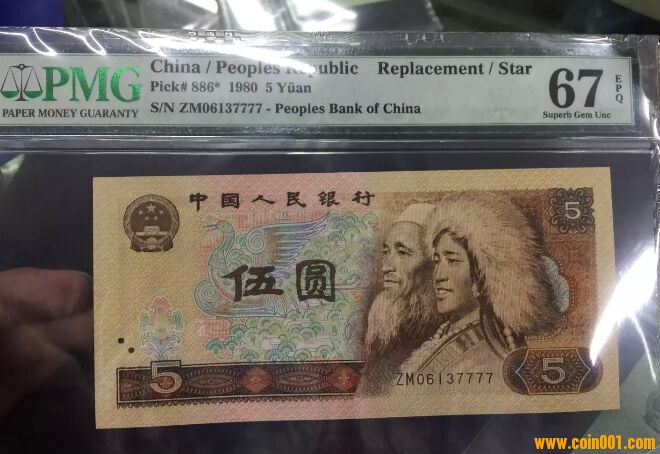 PMG
PAPER MONEY GUARANTY
China / Peoples Republic Replacement / Star
Pick# 886* 1980 5 Yüan
S/N ZM06137777 - Peoples Bank of China
67
EPQ
Superb Gem Unc
中国人民银行
5
伍圆
5
ZM06137777
5
www.coin001.com